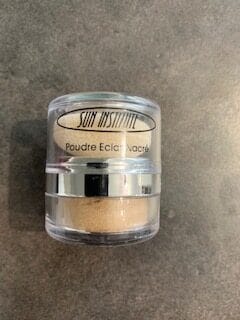 SUN INSTITUTE
Poudre Eclat Nacré